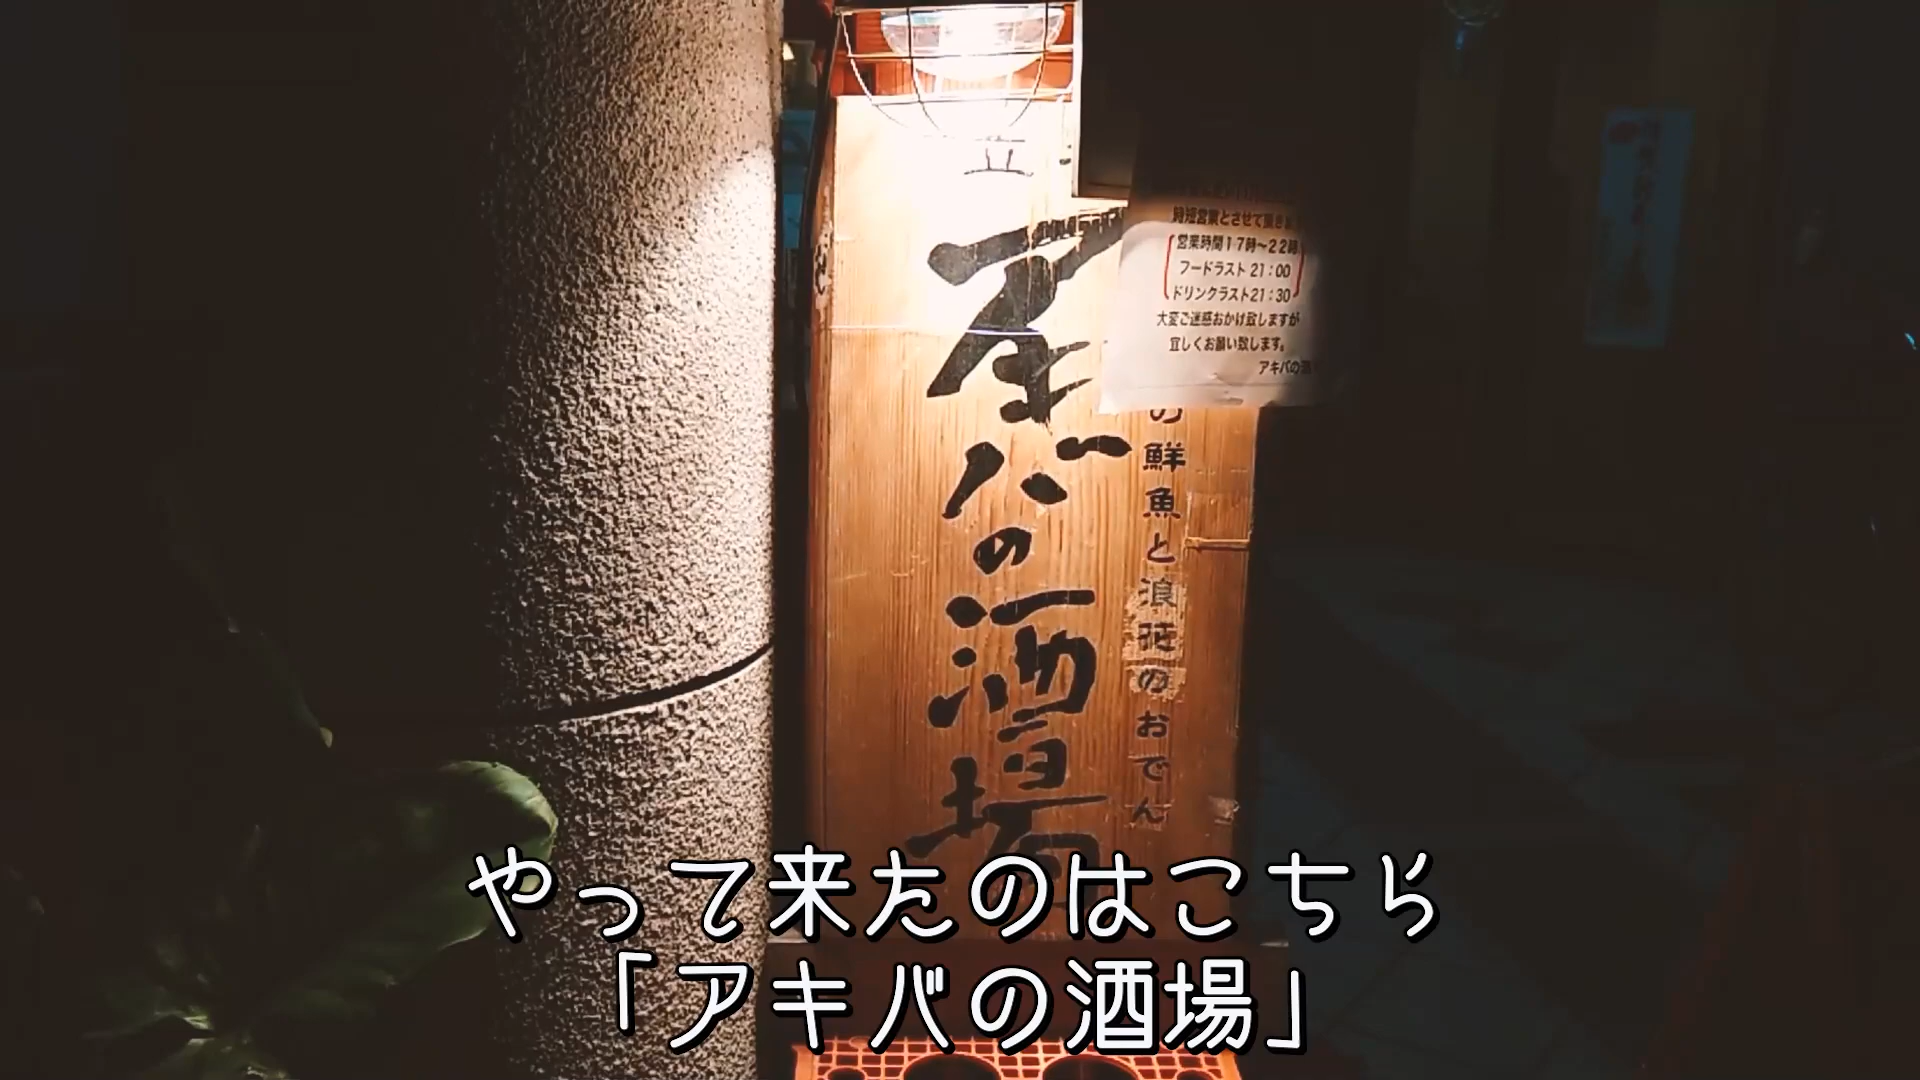 立
アキバの酒場
の鮮魚と浪花のおでん
時短営業とさせて頂きま
営業時間17時〜22時
フードラスト 21:00
ドリンクラスト21:30
大変ご迷惑おかけ致しますが
宜しくお願い致します。
アキバの酒
やって来たのはこちら
「アキバの酒場」